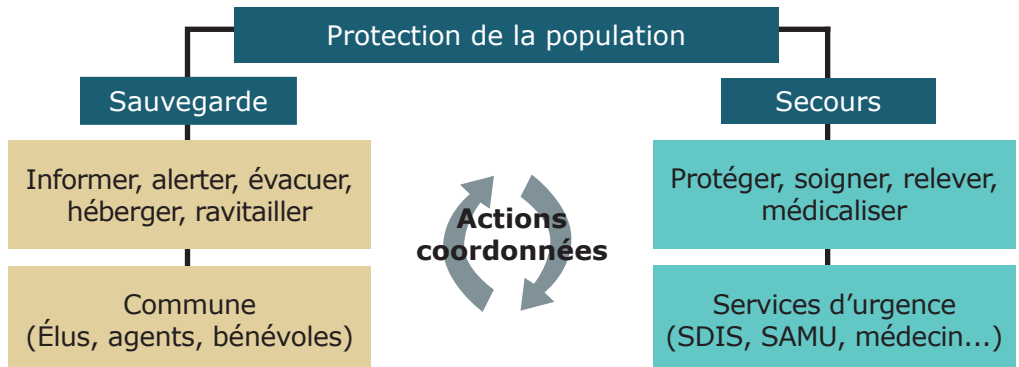 Protection de la population
Sauvegarde
Secours
Informer, alerter, évacuer,
héberger, ravitailler
Protéger, soigner, relever,
médicaliser
Actions
coordonnées
Commune
(Élus, agents, bénévoles)
Services d’urgence
(SDIS, SAMU, médecin...)